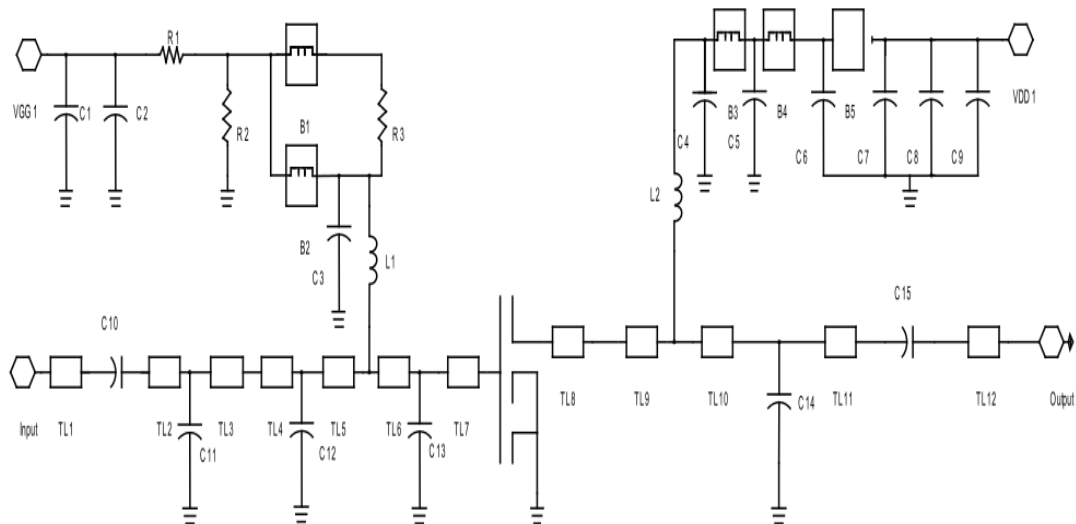 R1
VGG1
C1
C2
R2
B1
R3
B2
C3
L1
C4
B3
C5
B4
C6
B5
C7
C8
C9
VDD1
L2
C10
C15
Input
TL1
TL2
C11
TL3
TL4
C12
TL5
TL6
C13
TL7
TL8
TL9
TL10
C14
TL11
TL12
Output